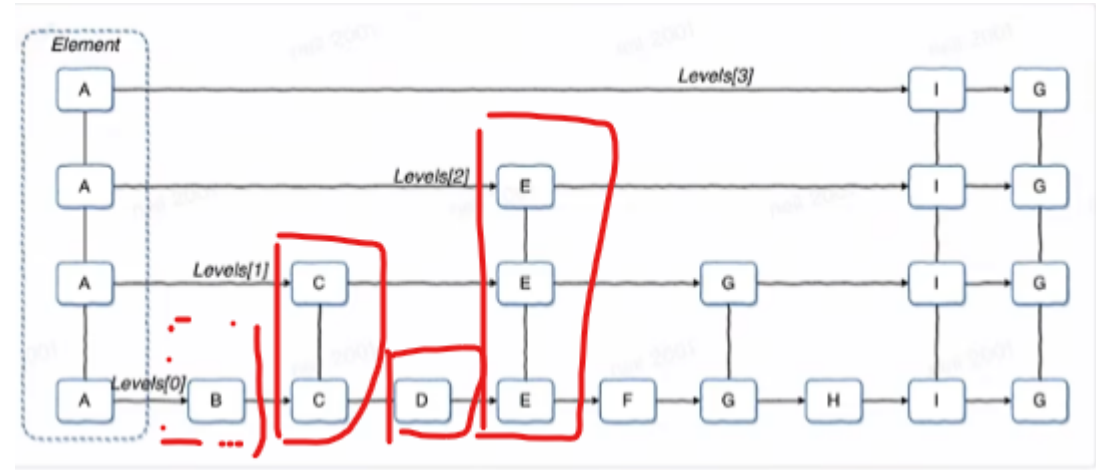 Element
A Levels[3] I G
A Levels[2] E I G
A Levels[1] C E G I G
A Levels[0] B C D E F G H I G